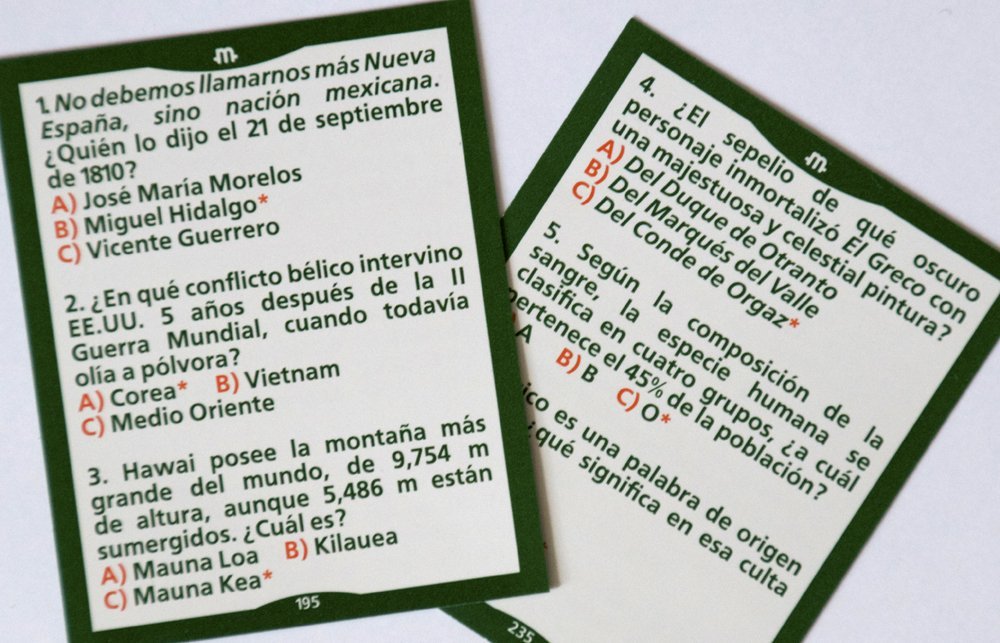 1. No debemos llamarnos más Nueva
España, sino nación mexicana.
¿Quién lo dijo el 21 de septiembre
de 1810?
A) José María Morelos
B) Miguel Hidalgo*
C) Vicente Guerrero
2. ¿En qué conflicto bélico intervino
EE.UU. 5 años después de la II
Guerra Mundial, cuando todavía
olía a pólvora?
A) Corea* B) Vietnam
C) Medio Oriente
3. Hawai posee la montaña más
grande del mundo, de 9,754 m
de altura, aunque 5,486 m están
sumergidos. ¿Cuál es?
A) Mauna Loa B) Kilauea
C) Mauna Kea*
195
4. ¿El sepelio de qué oscuro
personaje inmortalizó El Greco con
una majestuosa y celestial pintura?
A) Del Duque de Otranto
B) Del Marqués del Valle
C) Del Conde de Orgaz*
5. Según la composición de la
sangre, la especie humana se
clasifica en cuatro grupos, ¿a cuál
pertenece el 45% de la población?
A B) B C) O*
es una palabra de origen
¿qué significa en esa culta
235